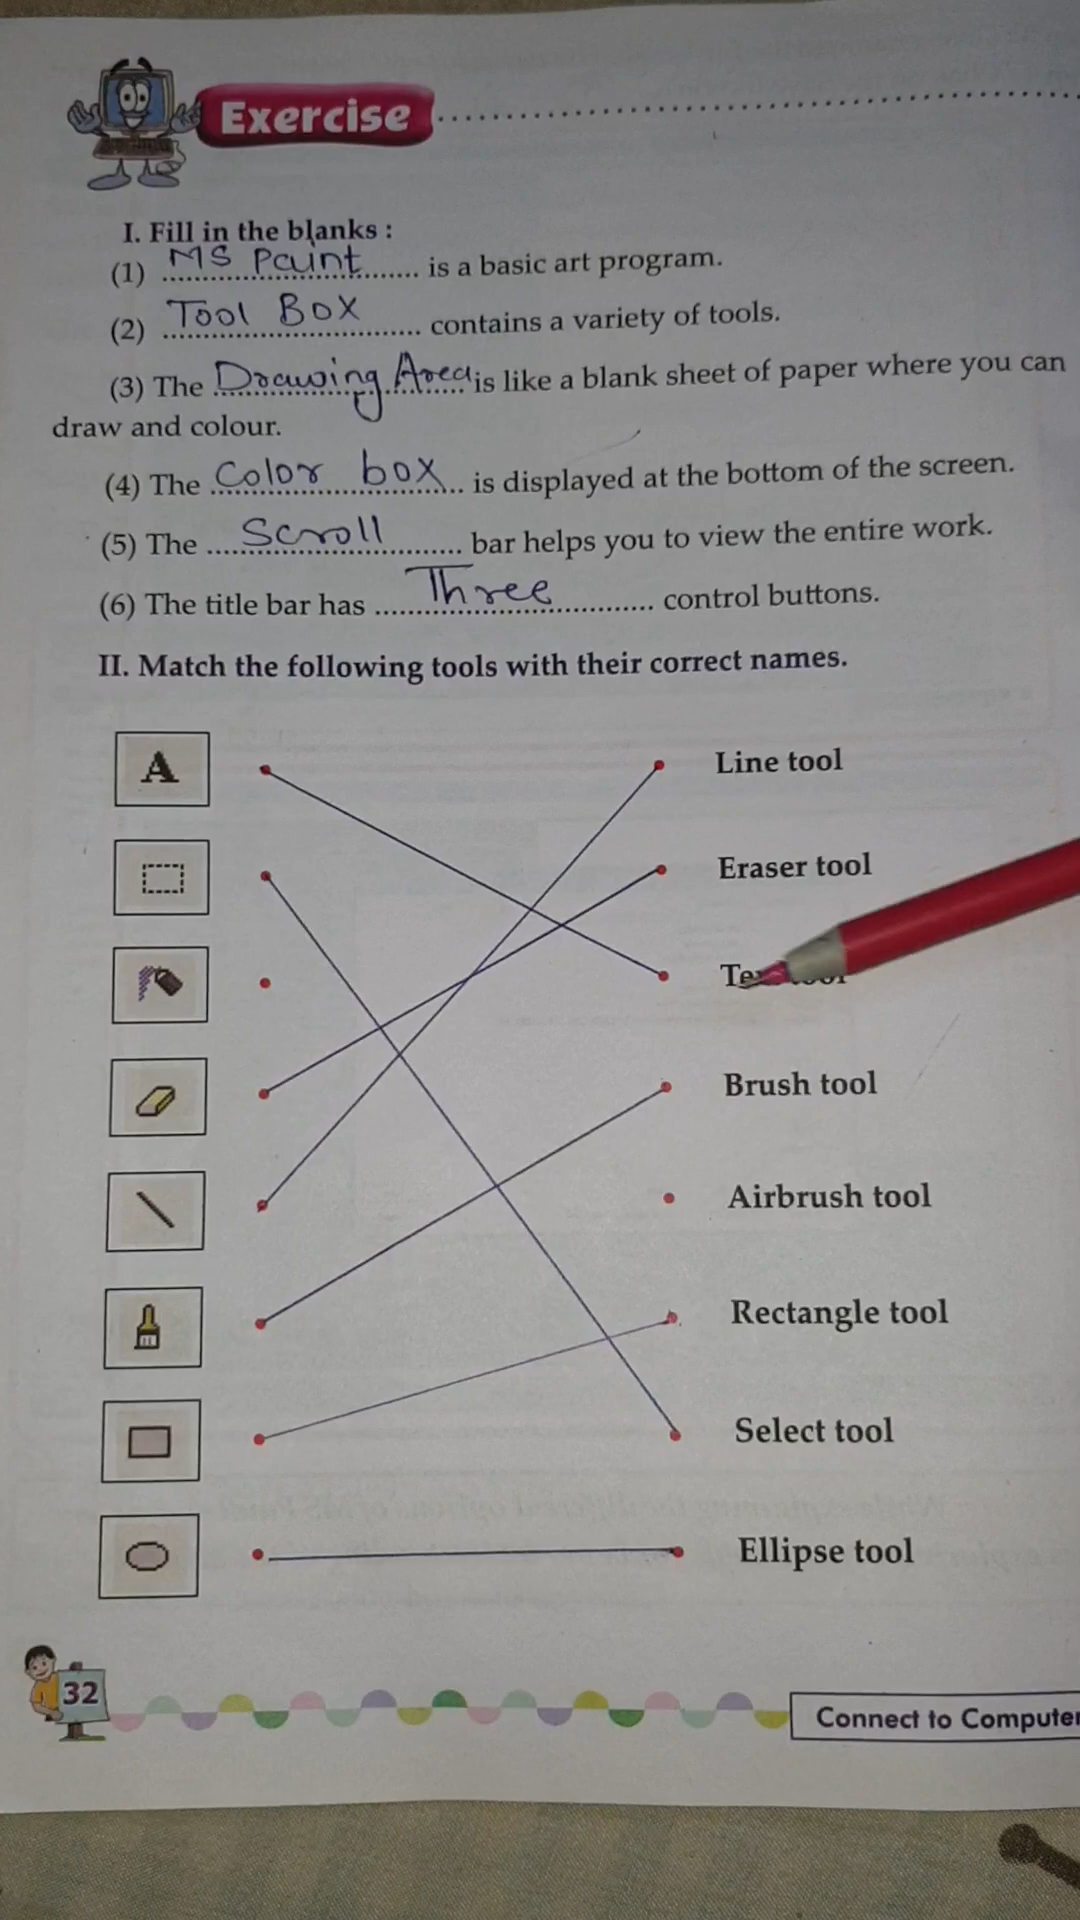 Exercise
I. Fill in the blanks :
(1) MS Paint is a basic art program.
(2) Tool Box contains a variety of tools.
(3) The Drawing Area is like a blank sheet of paper where you can
draw and colour.
(4) The Color box is displayed at the bottom of the screen.
(5) The Scroll bar helps you to view the entire work.
(6) The title bar has Three control buttons.
II. Match the following tools with their correct names.
A Line tool
Eraser tool
tool
Brush tool
Airbrush tool
Rectangle tool
Select tool
Ellipse tool
32
Connect to Computer